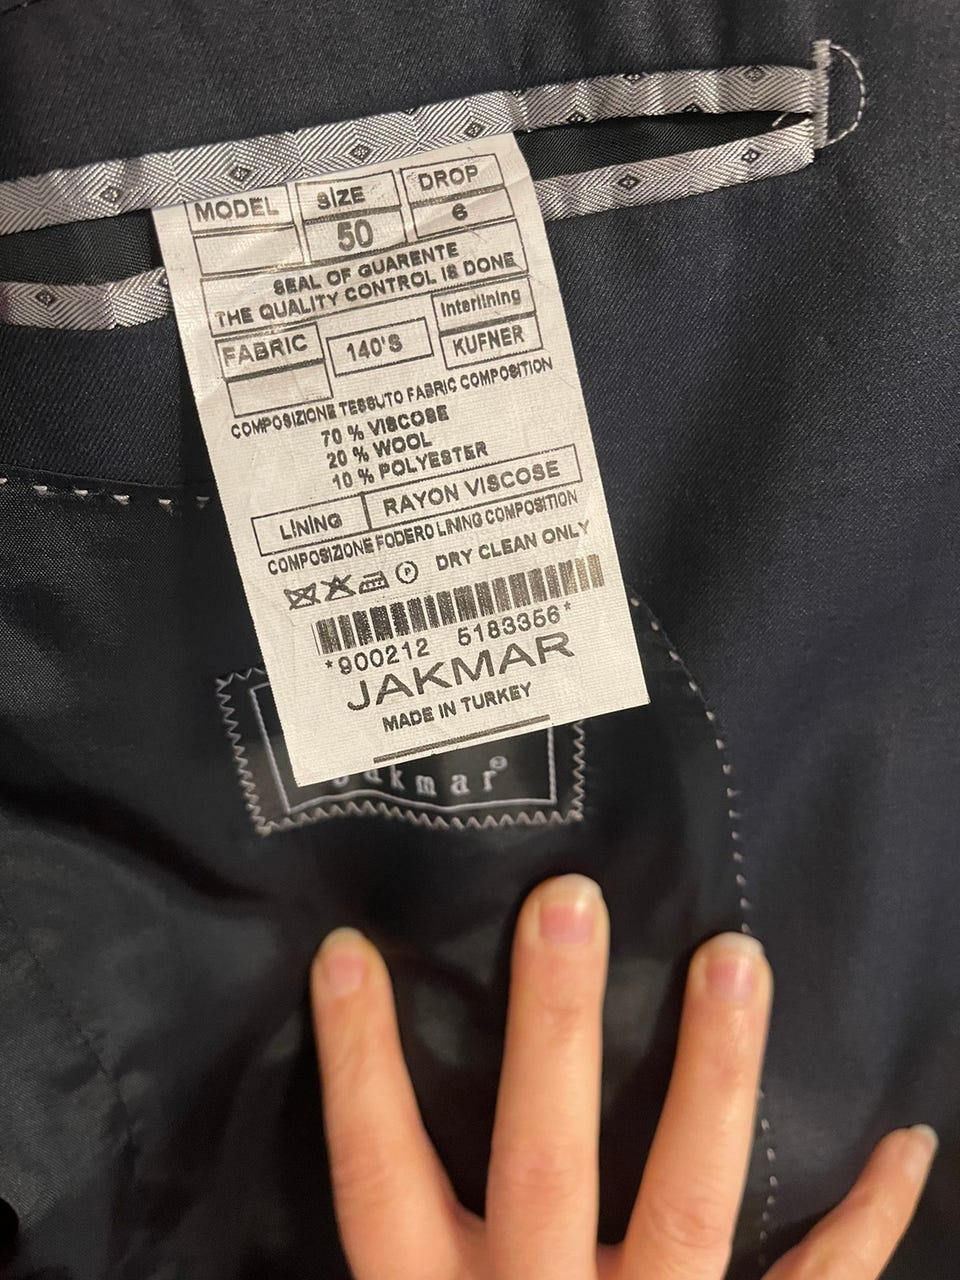 MODEL SIZE DROP
50 6
SEAL OF GUARENTE
THE QUALITY CONTROL IS DONE
FABRIC 140'S Interlining
KUFNER
COMPOSIZIONE TESSUTO FABRIC COMPOSITION
70 % VISCOSE
20 % WOOL
10 % POLYESTER
LINING RAYON VISCOSE
COMPOSIZIONE FODERO LINING COMPOSITION
P DRY CLEAN ONLY
*900212 5183356*
JAKMAR
MADE IN TURKEY
Jakmar®